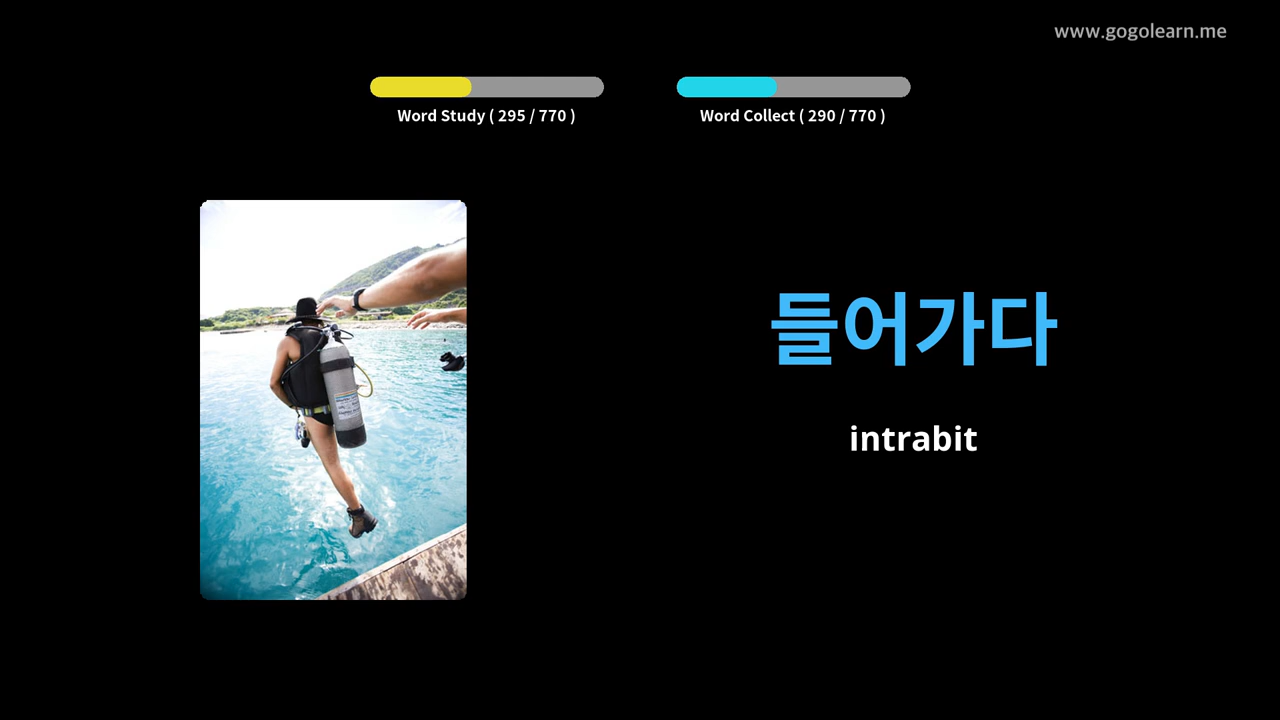 www.gogolearn.me
Word Study ( 295 / 770 )
Word Collect ( 290 / 770 )
들어가다
intrabit